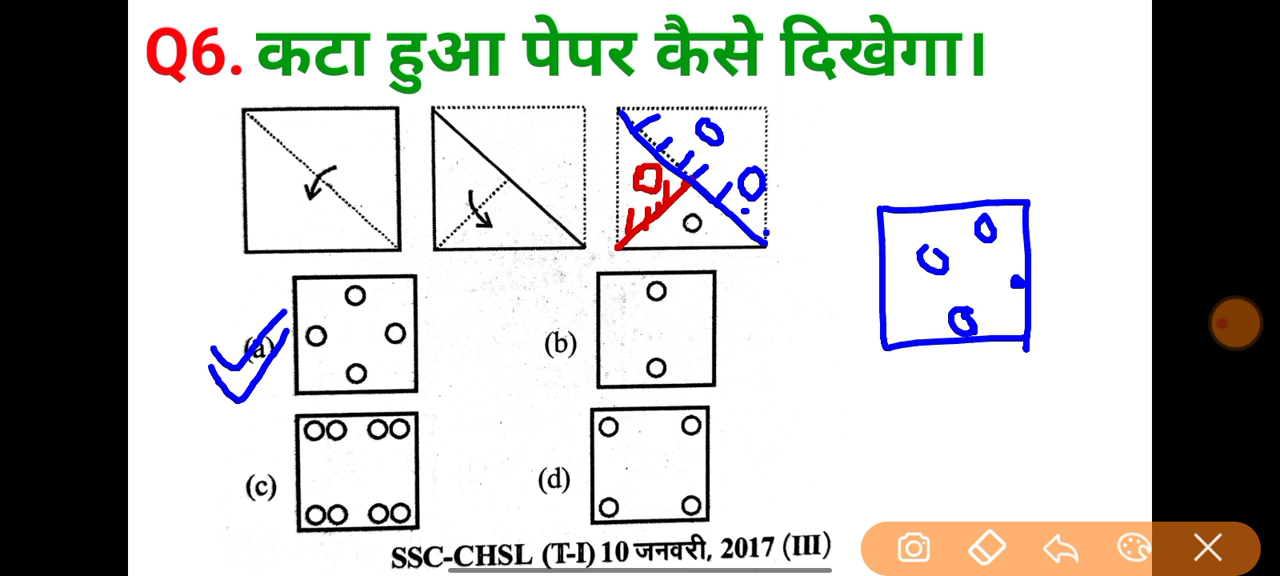 Q6. कटा हुआ पेपर कैसे दिखेगा।
(a)
(b)
(c)
(d)
SSC-CHSL (T-I) 10 जनवरी, 2017 (III)